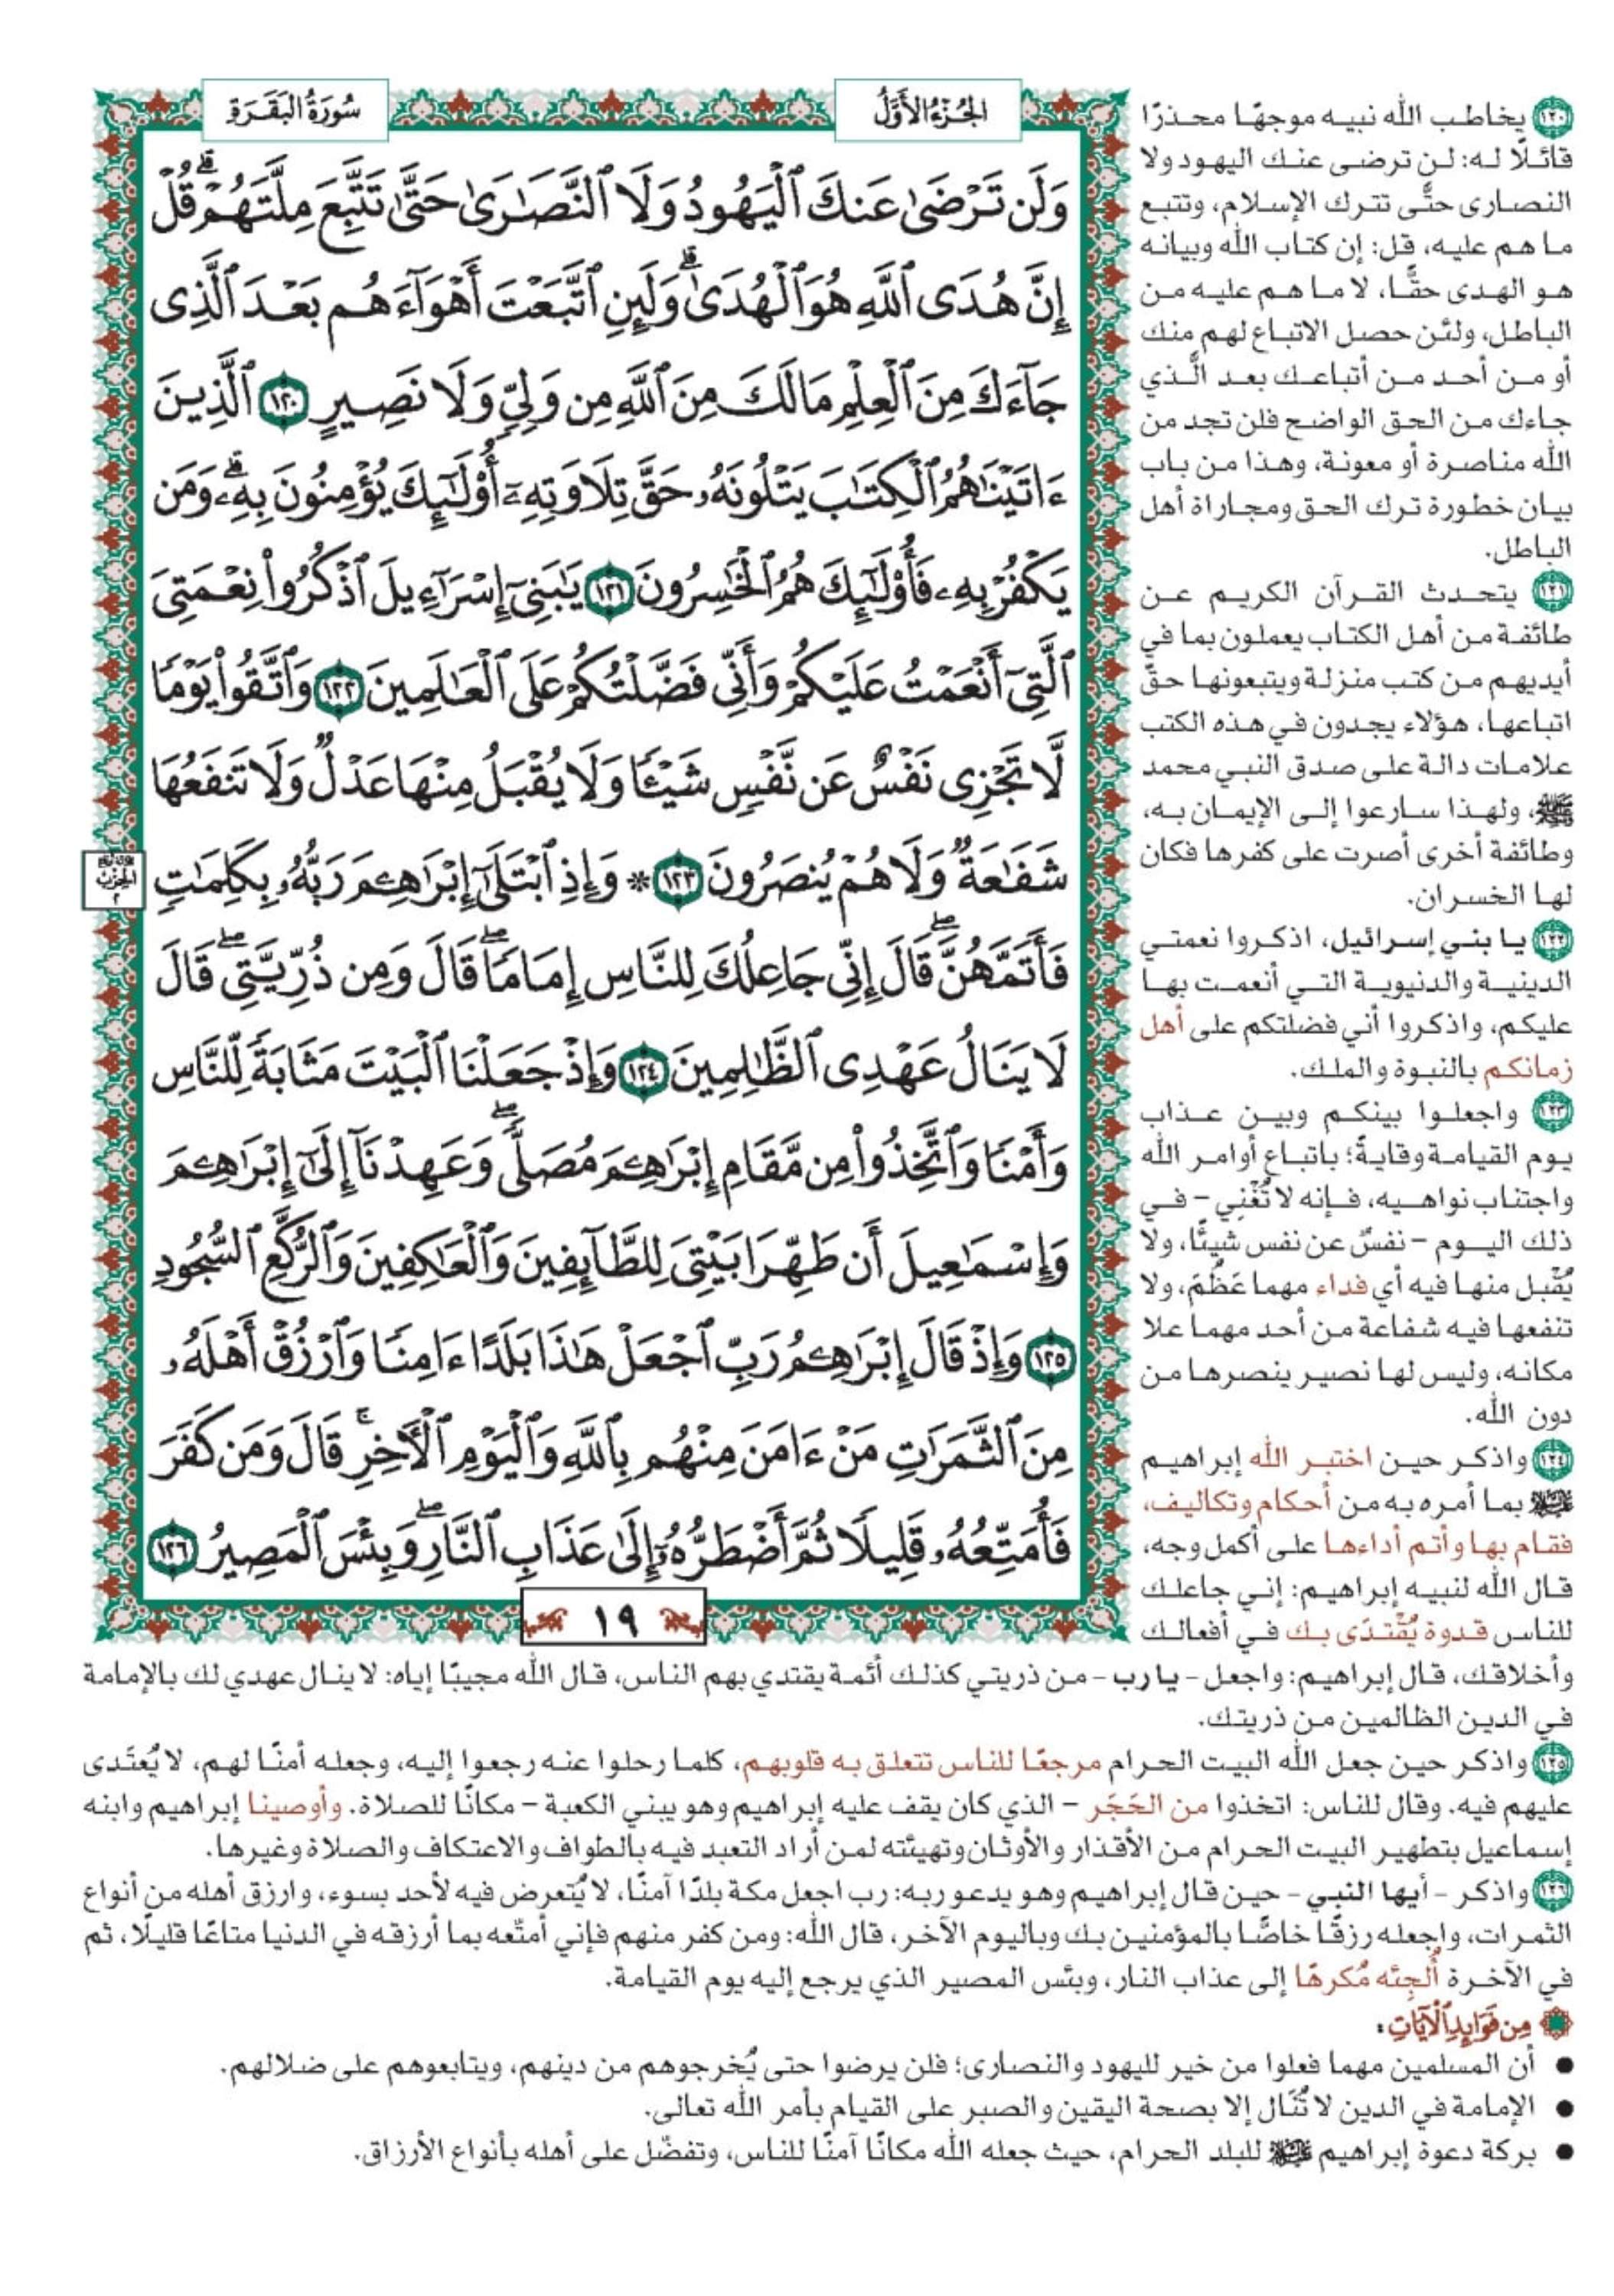 سُورَةُ البَقَرَةِ
الجُزْءُ الأَوَّلُ
وَلَن تَرْضَىٰ عَنكَ ٱلْيَهُودُ وَلَا ٱلنَّصَـٰرَىٰ حَتَّىٰ تَتَّبِعَ مِلَّتَهُمْ ۗ قُلْ
إِنَّ هُدَى ٱللَّهِ هُوَ ٱلْهُدَىٰ ۗ وَلَئِنِ ٱتَّبَعْتَ أَهْوَآءَهُم بَعْدَ ٱلَّذِى
جَآءَكَ مِنَ ٱلْعِلْمِ مَا لَكَ مِنَ ٱللَّهِ مِن وَلِىٍّ وَلَا نَصِيرٍ ١٢٠ ٱلَّذِينَ
ءَاتَيْنَـٰهُمُ ٱلْكِتَـٰبَ يَتْلُونَهُۥ حَقَّ تِلَاوَتِهِۦٓ أُو۟لَـٰٓئِكَ يُؤْمِنُونَ بِهِۦ ۗ وَمَن
يَكْفُرْ بِهِۦ فَأُو۟لَـٰٓئِكَ هُمُ ٱلْخَـٰسِرُونَ ١٢١ يَـٰبَنِىٓ إِسْرَٰٓءِيلَ ٱذْكُرُوا۟ نِعْمَتِىَ
ٱلَّتِىٓ أَنْعَمْتُ عَلَيْكُمْ وَأَنِّى فَضَّلْتُكُمْ عَلَى ٱلْعَـٰلَمِينَ ١٢٢ وَٱتَّقُوا۟ يَوْمًا
لَّا تَجْزِى نَفْسٌ عَن نَّفْسٍ شَيْـًٔا وَلَا يُقْبَلُ مِنْهَا عَدْلٌ وَلَا تَنفَعُهَا
شَفَـٰعَةٌ وَلَا هُمْ يُنصَرُونَ ١٢٣ * وَإِذِ ٱبْتَلَىٰٓ إِبْرَٰهِـۧمَ رَبُّهُۥ بِكَلِمَـٰتٍ
فَأَتَمَّهُنَّ ۖ قَالَ إِنِّى جَاعِلُكَ لِلنَّاسِ إِمَامًا ۖ قَالَ وَمِن ذُرِّيَّتِى ۖ قَالَ
لَا يَنَالُ عَهْدِى ٱلظَّـٰلِمِينَ ١٢٤ وَإِذْ جَعَلْنَا ٱلْبَيْتَ مَثَابَةً لِّلنَّاسِ
وَأَمْنًا وَٱتَّخِذُوا۟ مِن مَّقَامِ إِبْرَٰهِـۧمَ مُصَلًّى ۖ وَعَهِدْنَآ إِلَىٰٓ إِبْرَٰهِـۧمَ
وَإِسْمَـٰعِيلَ أَن طَهِّرَا بَيْتِىَ لِلطَّآئِفِينَ وَٱلْعَـٰكِفِينَ وَٱلرُّكَّعِ ٱلسُّجُودِ
١٢٥ وَإِذْ قَالَ إِبْرَٰهِـۧمُ رَبِّ ٱجْعَلْ هَـٰذَا بَلَدًا ءَامِنًا وَٱرْزُقْ أَهْلَهُۥ
مِنَ ٱلثَّمَرَٰتِ مَنْ ءَامَنَ مِنْهُم بِٱللَّهِ وَٱلْيَوْمِ ٱلْـَٔاخِرِ ۚ قَالَ وَمَن كَفَرَ
فَأُمَتِّعُهُۥ قَلِيلًا ثُمَّ أَضْطَرُّهُۥٓ إِلَىٰ عَذَابِ ٱلنَّارِ ۖ وَبِئْسَ ٱلْمَصِيرُ ١٢٦
الحِزْب
٢
١٩
١٢٠ يخاطب الله نبيه موجهًا محذرًا
قائلًا له: لن ترضى عنك اليهود ولا
النصارى حتَّى تترك الإسلام، وتتبع
ما هم عليه، قل: إن كتاب الله وبيانه
هو الهدى حقًّا، لا ما هم عليه من
الباطل، ولئن حصل الاتباع لهم منك
أو من أحد من أتباعك بعد الَّذي
جاءك من الحق الواضح فلن تجد من
الله مناصرة أو معونة، وهذا من باب
بيان خطورة ترك الحق ومجاراة أهل
الباطل.
١٢١ يتحدث القرآن الكريم عن
طائفة من أهل الكتاب يعملون بما في
أيديهم من كتب منزلة ويتبعونها حقَّ
اتباعها، هؤلاء يجدون في هذه الكتب
علامات دالة على صدق النبي محمد
ﷺ، ولهذا سارعوا إلى الإيمان به،
وطائفة أخرى أصرت على كفرها فكان
لها الخسران.
١٢٢ يا بني إسرائيل، اذكروا نعمتي
الدينية والدنيوية التي أنعمت بها
عليكم، واذكروا أني فضلتكم على أهل
زمانكم بالنبوة والملك.
١٢٣ واجعلوا بينكم وبين عذاب
يوم القيامة وقايةً؛ باتباع أوامر الله
واجتناب نواهيه، فإنه لا تُغْنِي - في
ذلك اليوم - نفسٌ عن نفس شيئًا، ولا
يُقْبل منها فيه أي فداء مهما عَظُمَ، ولا
تنفعها فيه شفاعة من أحد مهما علا
مكانه، وليس لها نصير ينصرها من
دون الله.
١٢٤ واذكر حين اختبر الله إبراهيم
عليه السلام بما أمره به من أحكام وتكاليف،
فقام بها وأتم أداءها على أكمل وجه،
قال الله لنبيه إبراهيم: إني جاعلك
للناس قدوة يُقْتدَى بك في أفعالك
وأخلاقك، قال إبراهيم: واجعل - يا رب - من ذريتي كذلك أئمة يقتدي بهم الناس، قال الله مجيبًا إياه: لا ينال عهدي لك بالإمامة
في الدين الظالمين من ذريتك.
١٢٥ واذكر حين جعل الله البيت الحرام مرجعًا للناس تتعلق به قلوبهم، كلما رحلوا عنه رجعوا إليه، وجعله أمنًا لهم، لا يُعتَدى
عليهم فيه. وقال للناس: اتخذوا من الحَجَر - الذي كان يقف عليه إبراهيم وهو يبني الكعبة - مكانًا للصلاة. وأوصينا إبراهيم وابنه
إسماعيل بتطهير البيت الحرام من الأقذار والأوثان وتهيئته لمن أراد التعبد فيه بالطواف والاعتكاف والصلاة وغيرها.
١٢٦ واذكر - أيها النبي - حين قال إبراهيم وهو يدعو ربه: رب اجعل مكة بلدًا آمنًا، لا يُتعرض فيه لأحد بسوء، وارزق أهله من أنواع
الثمرات، واجعله رزقًا خاصًّا بالمؤمنين بك وباليوم الآخر، قال الله: ومن كفر منهم فإني أمتّعه بما أرزقه في الدنيا متاعًا قليلًا، ثم
في الآخرة أُلجِئه مُكرهًا إلى عذاب النار، وبئس المصير الذي يرجع إليه يوم القيامة.
مِن فَوَائِدِ الْآيَاتِ:
• أن المسلمين مهما فعلوا من خير لليهود والنصارى؛ فلن يرضوا حتى يُخرجوهم من دينهم، ويتابعوهم على ضلالهم.
• الإمامة في الدين لا تُنَال إلا بصحة اليقين والصبر على القيام بأمر الله تعالى.
• بركة دعوة إبراهيم عليه السلام للبلد الحرام، حيث جعله الله مكانًا آمنًا للناس، وتفضّل على أهله بأنواع الأرزاق.